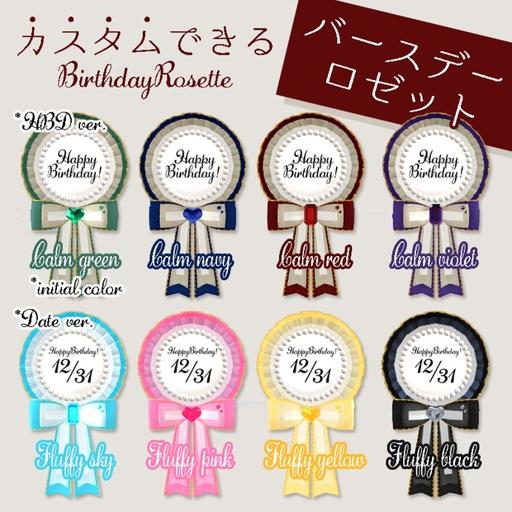 カスタムできる
BirthdayRosette
バースデー
ロゼット
*HBD ver.
Happy
Birthday!
Happy
Birthday!
Happy
Birthday!
Happy
Birthday!
Calm green
Calm navy
Calm red
Calm violet
*initial color
*Date ver.
HappyBirthday!
12/31
HappyBirthday!
12/31
HappyBirthday!
12/31
HappyBirthday!
12/31
Fluffy sky
Fluffy pink
Fluffy yellow
Fluffy black